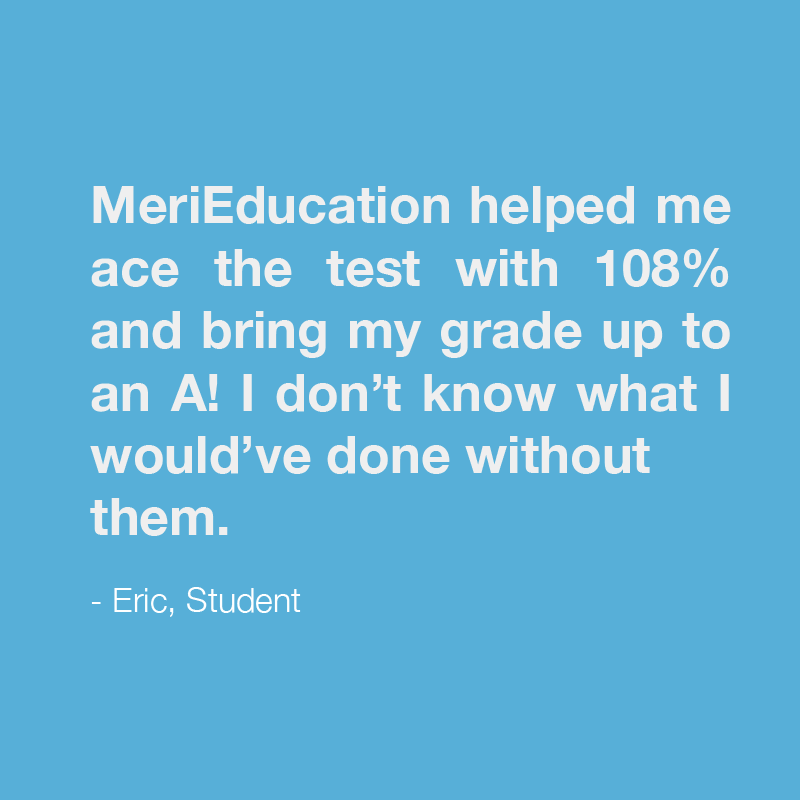 MeriEducation helped me
ace the test with 108%
and bring my grade up to
an A! I don’t know what I
would’ve done without
them.
- Eric, Student